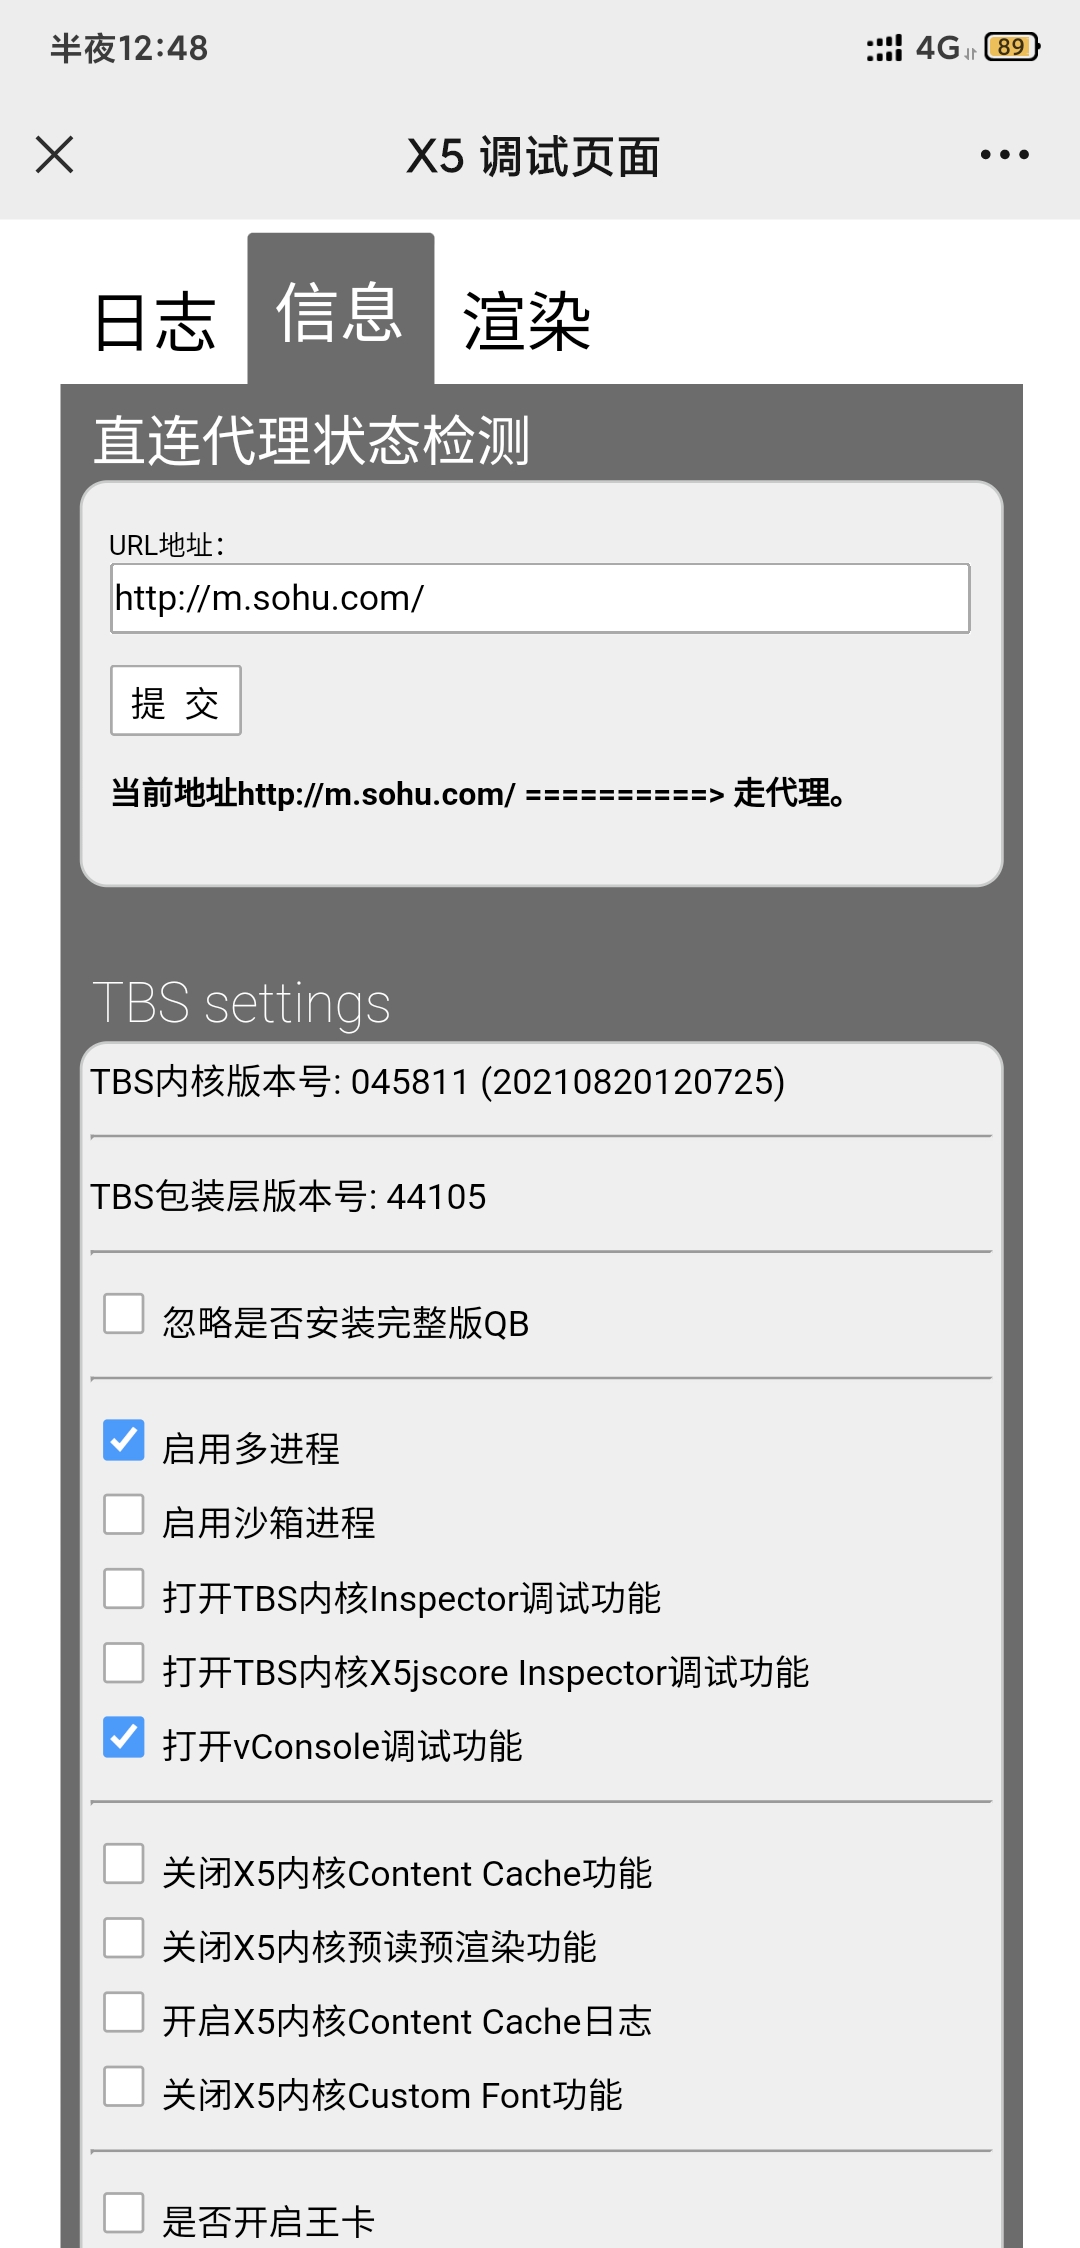 半夜12:48
4G
89
X5 调试页面
日志
信息
渲染
直连代理状态检测
URL地址：
http://m.sohu.com/
提 交
当前地址http://m.sohu.com/ ==========> 走代理。
TBS settings
TBS内核版本号: 045811 (20210820120725)
TBS包装层版本号: 44105
忽略是否安装完整版QB
启用多进程
启用沙箱进程
打开TBS内核Inspector调试功能
打开TBS内核X5jscore Inspector调试功能
打开vConsole调试功能
关闭X5内核Content Cache功能
关闭X5内核预读预渲染功能
开启X5内核Content Cache日志
关闭X5内核Custom Font功能
是否开启王卡